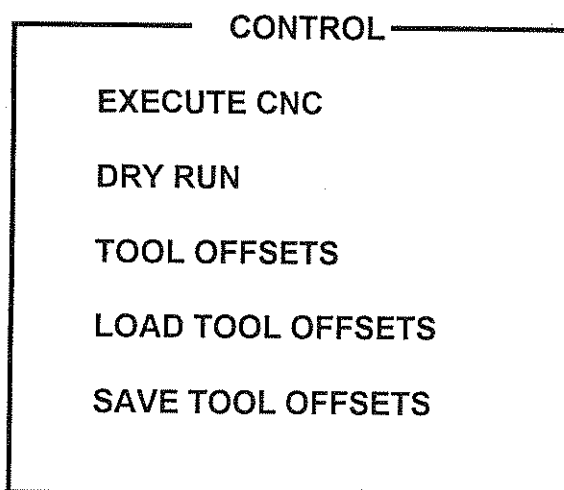 CONTROL
EXECUTE CNC
DRY RUN
TOOL OFFSETS
LOAD TOOL OFFSETS
SAVE TOOL OFFSETS